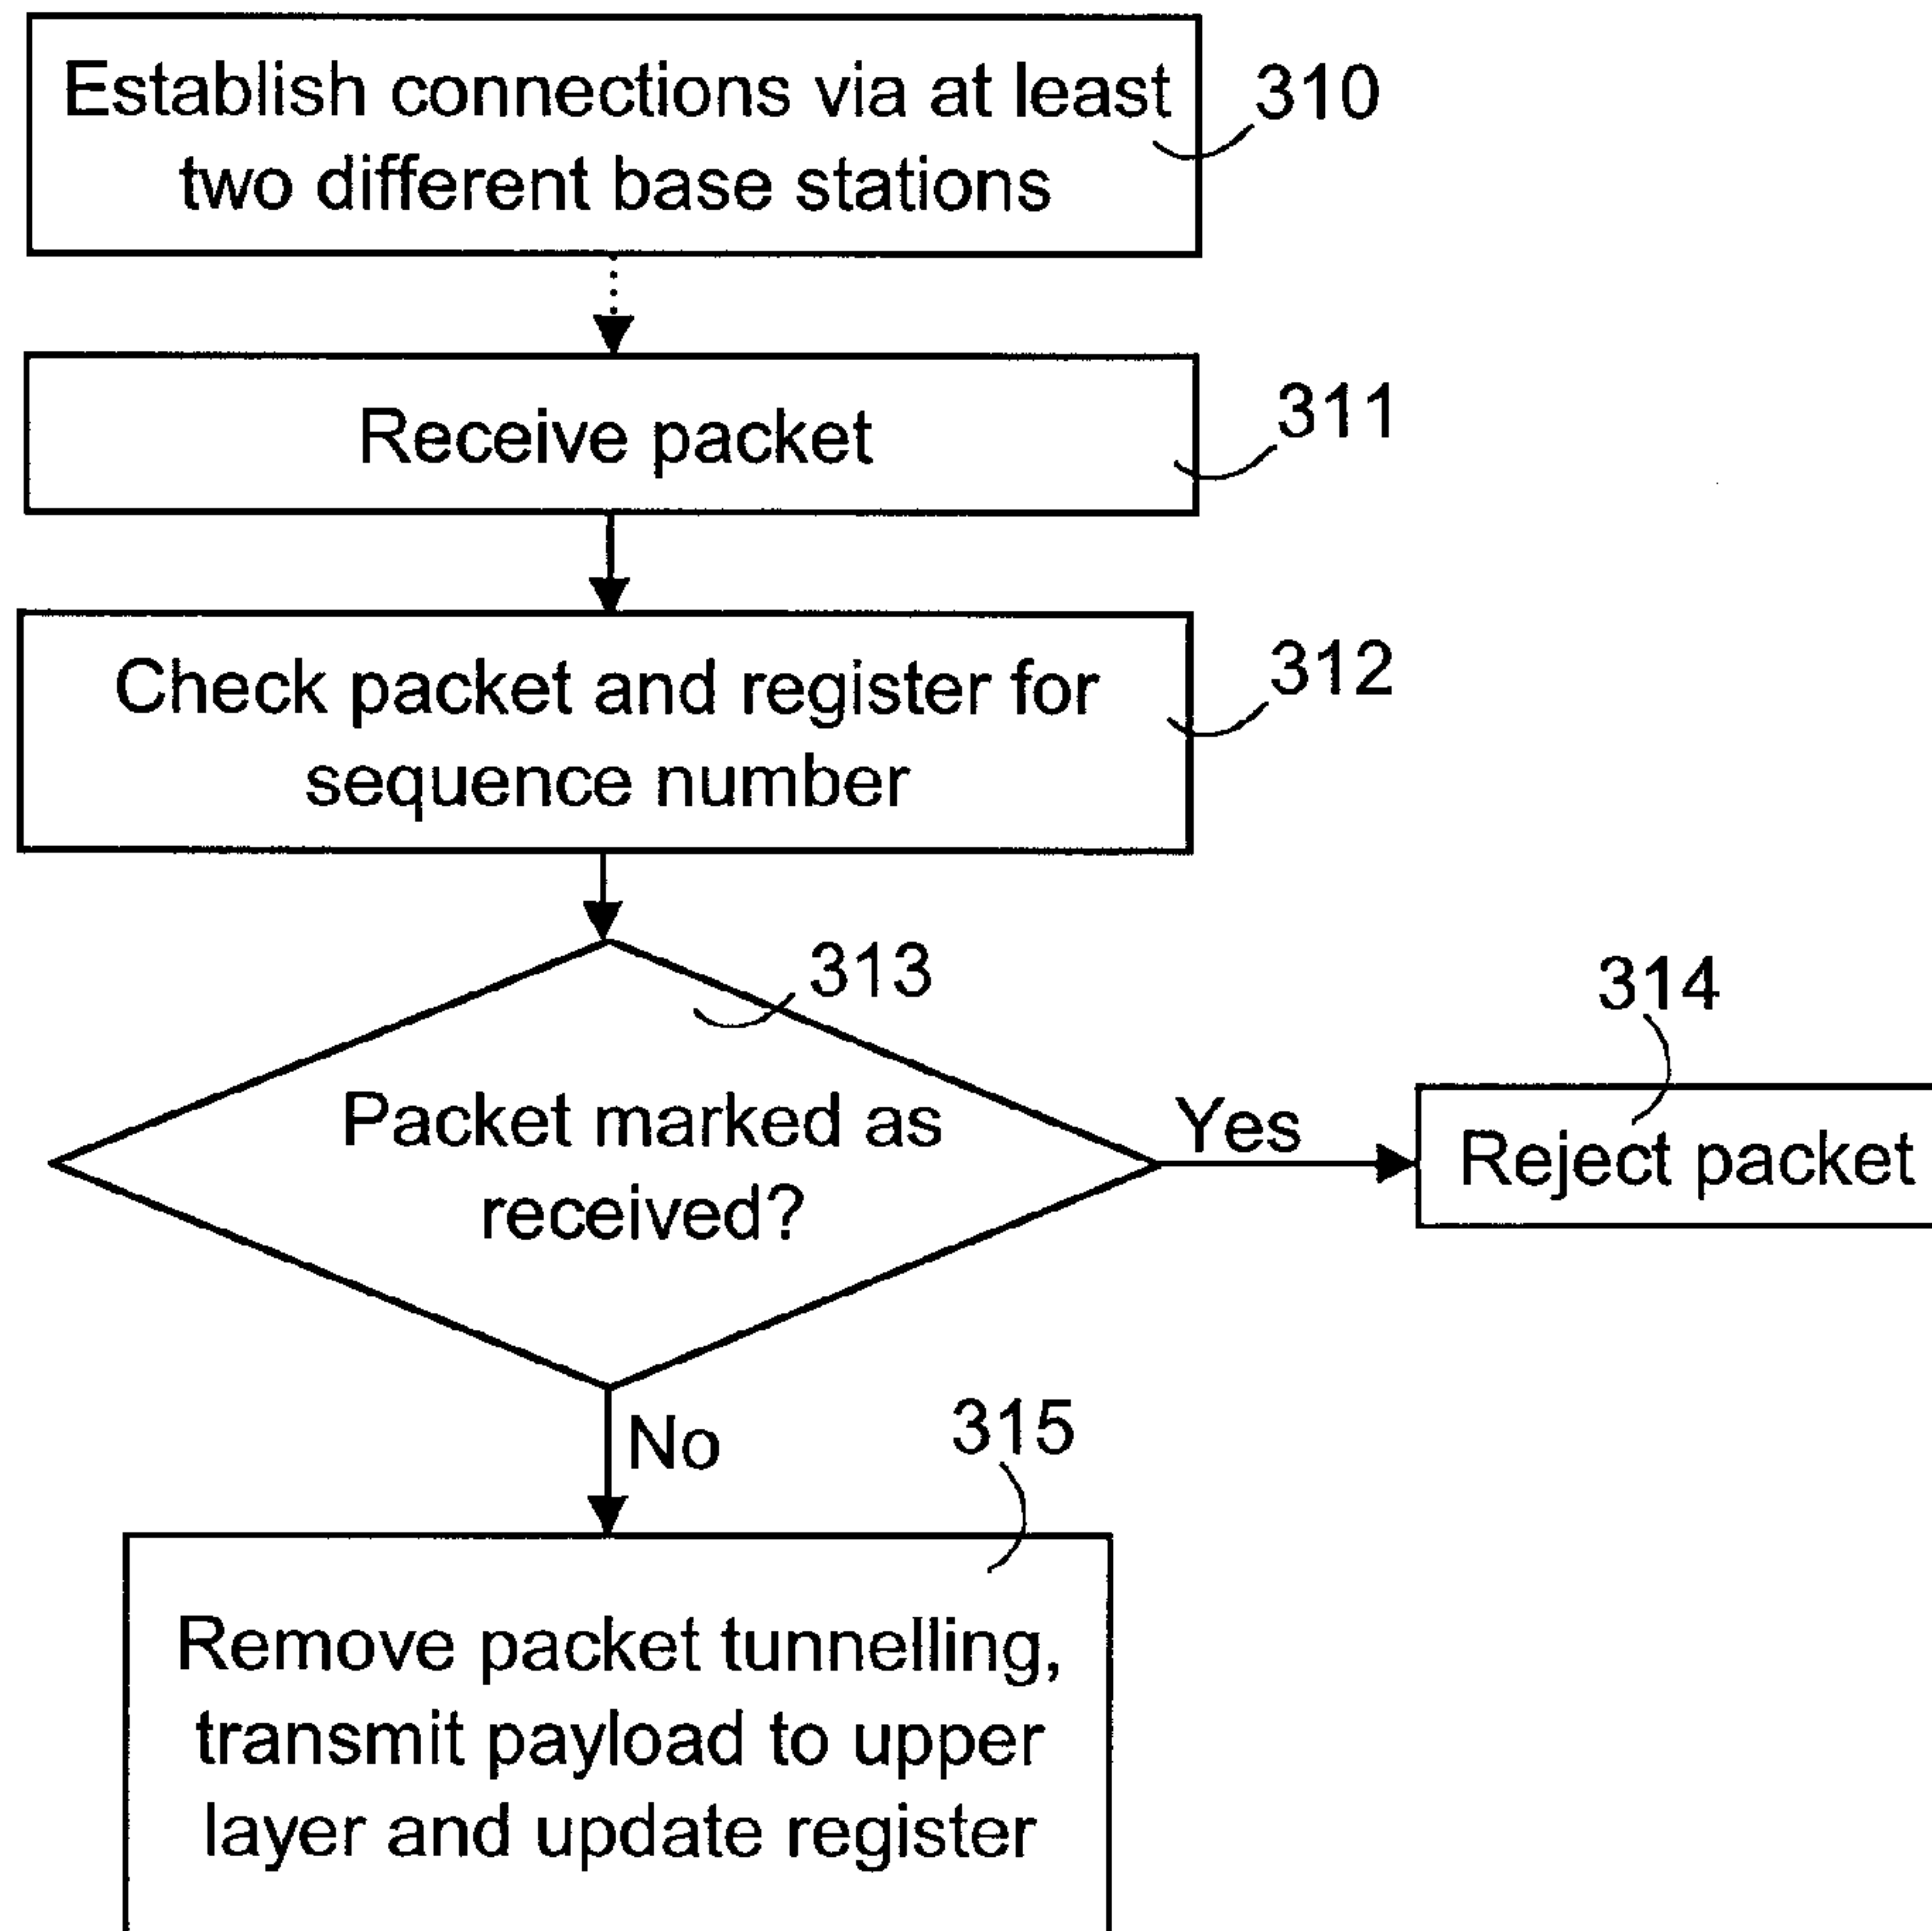 Establish connections via at least
two different base stations
310
Receive packet
311
Check packet and register for
sequence number
312
313
Packet marked as
received?
Yes
314
Reject packet
No
315
Remove packet tunnelling,
transmit payload to upper
layer and update register